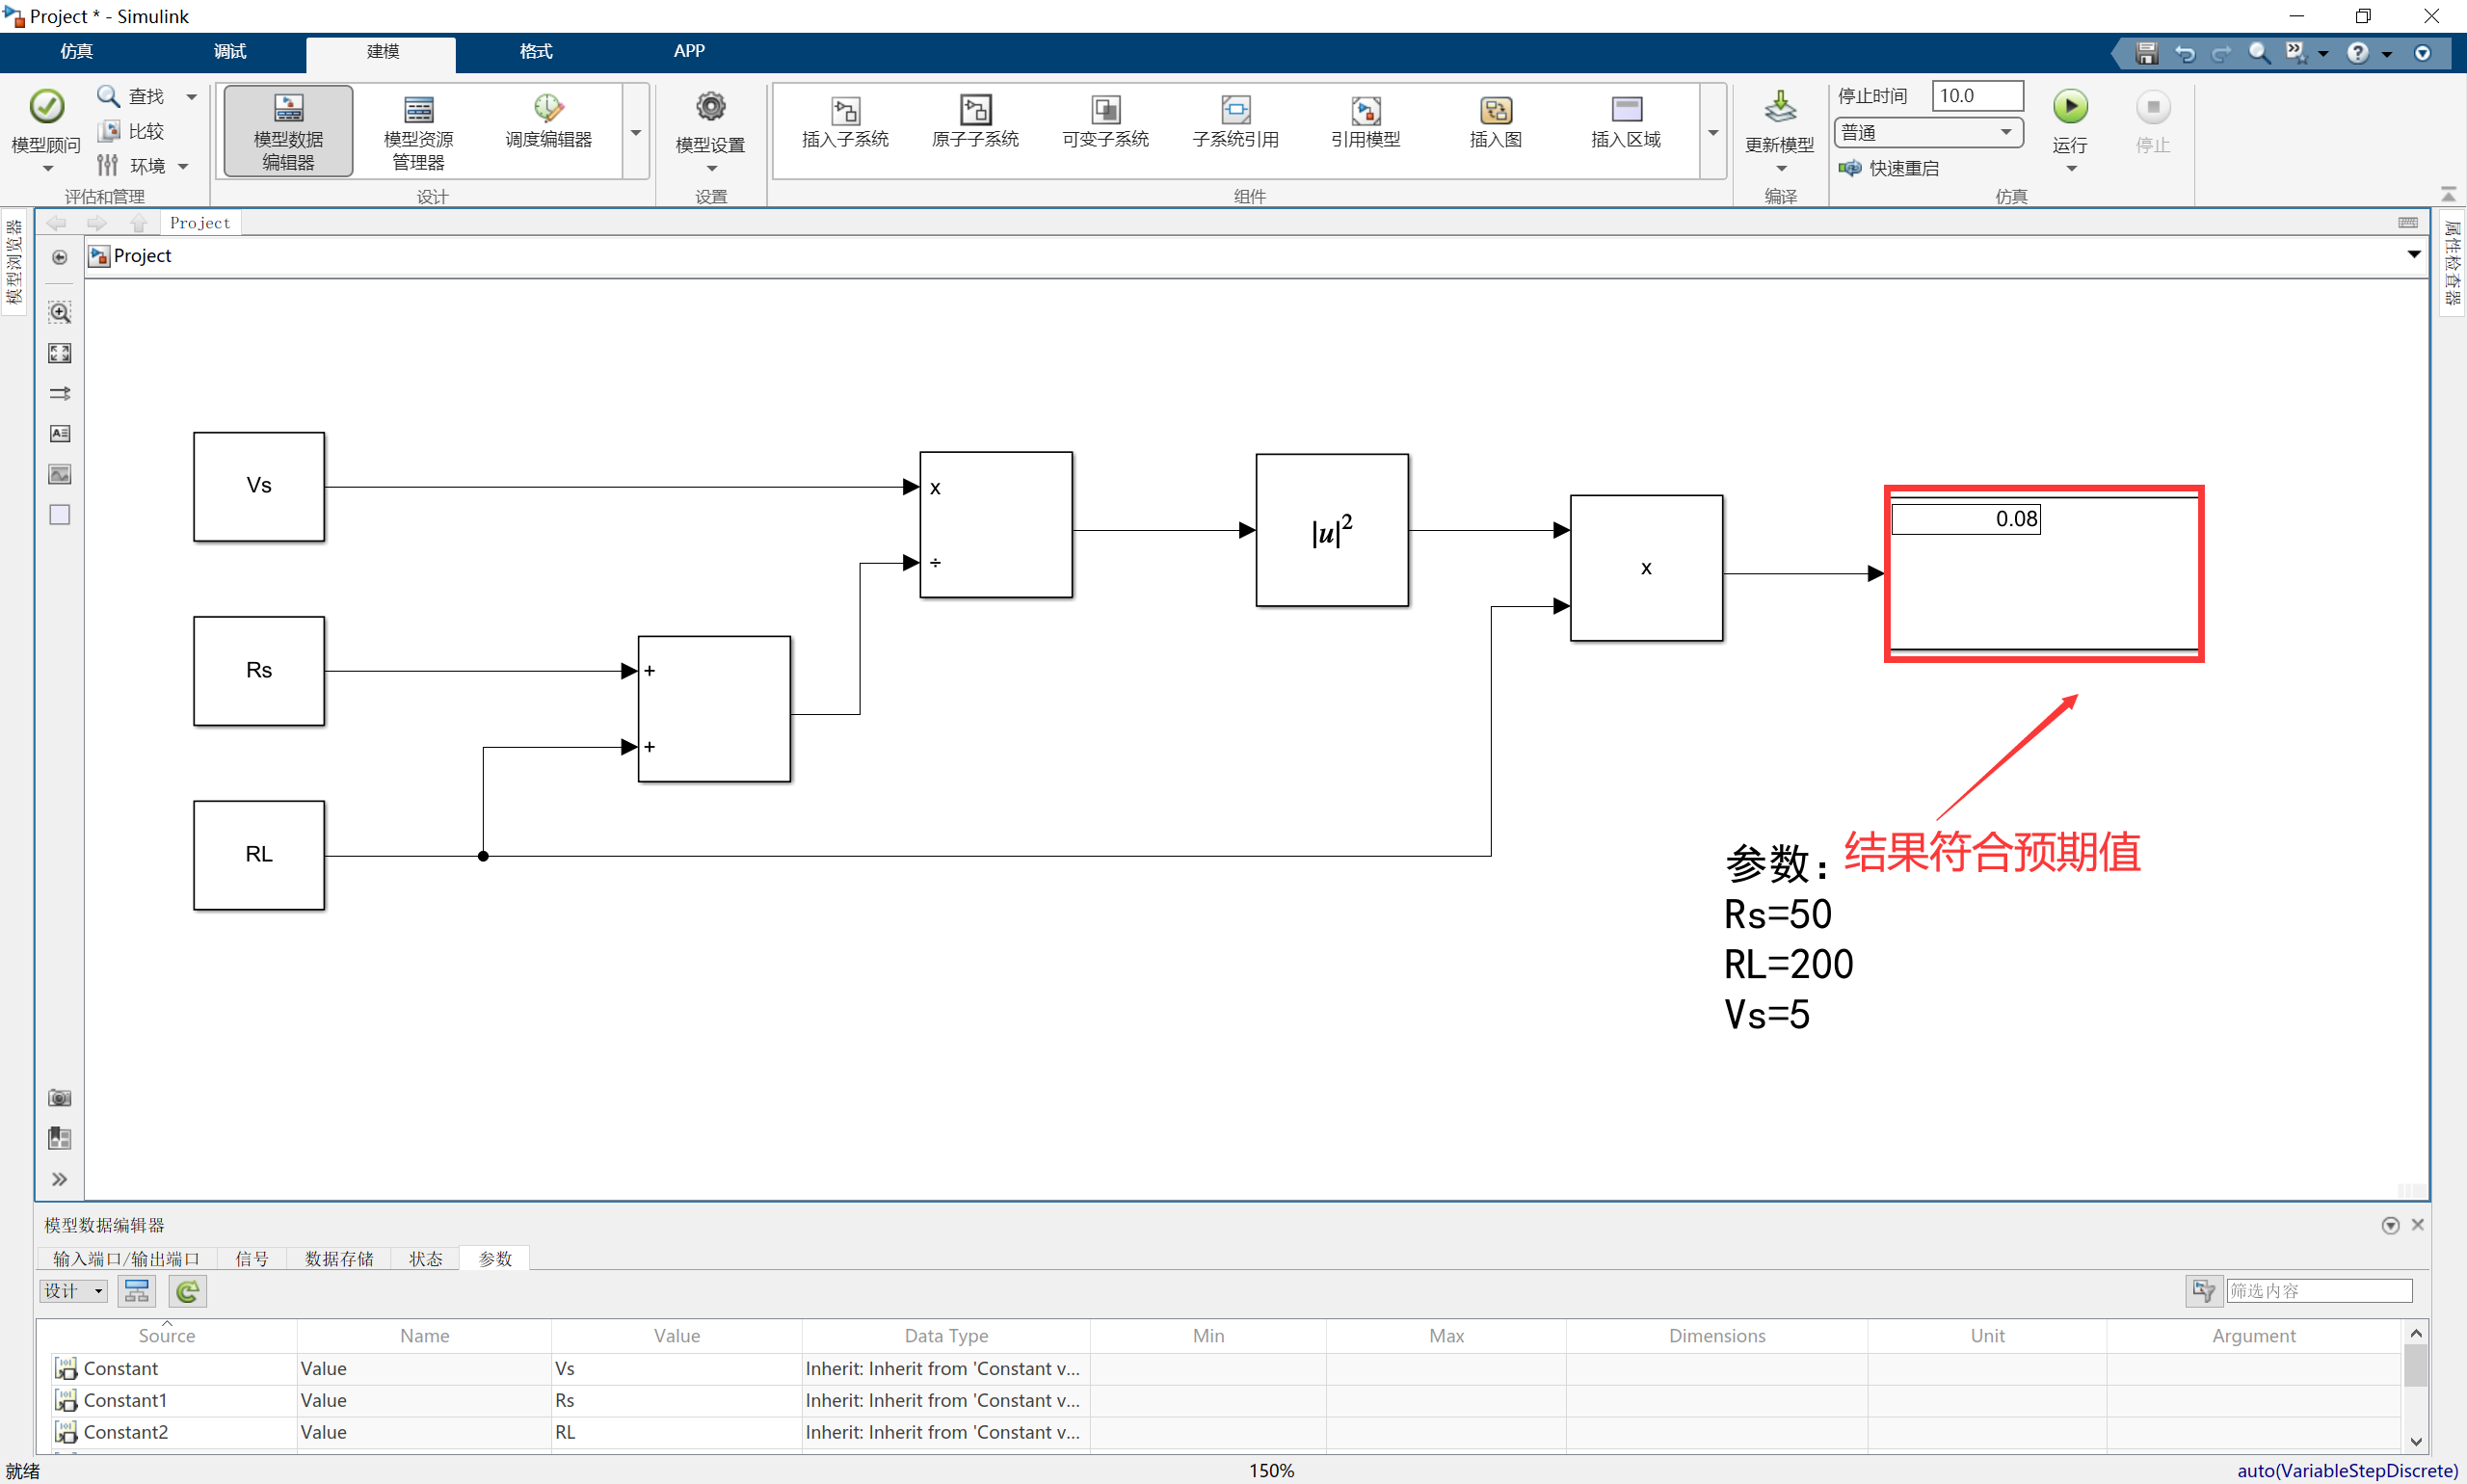 Project * - Simulink
仿真 调试 建模 格式 APP
模型顾问 查找 比较 环境 评估和管理
模型数据编辑器 模型资源管理器 调度编辑器 设计
模型设置 设置
插入子系统 原子子系统 可变子系统 子系统引用 引用模型 插入图 插入区域 组件
更新模型 编译
停止时间 10.0
普通
快速重启
运行 停止 仿真
模型浏览器
属性检查器
Project
Project
Vs
Rs
RL
+
+
x
÷
|u|2
x
0.08
结果符合预期值
参数：
Rs=50
RL=200
Vs=5
模型数据编辑器
输入端口/输出端口 信号 数据存储 状态 参数
设计 筛选内容
Source Name Value Data Type Min Max Dimensions Unit Argument
Constant Value Vs Inherit: Inherit from 'Constant v...
Constant1 Value Rs Inherit: Inherit from 'Constant v...
Constant2 Value RL Inherit: Inherit from 'Constant v...
就绪 150% auto(VariableStepDiscrete)